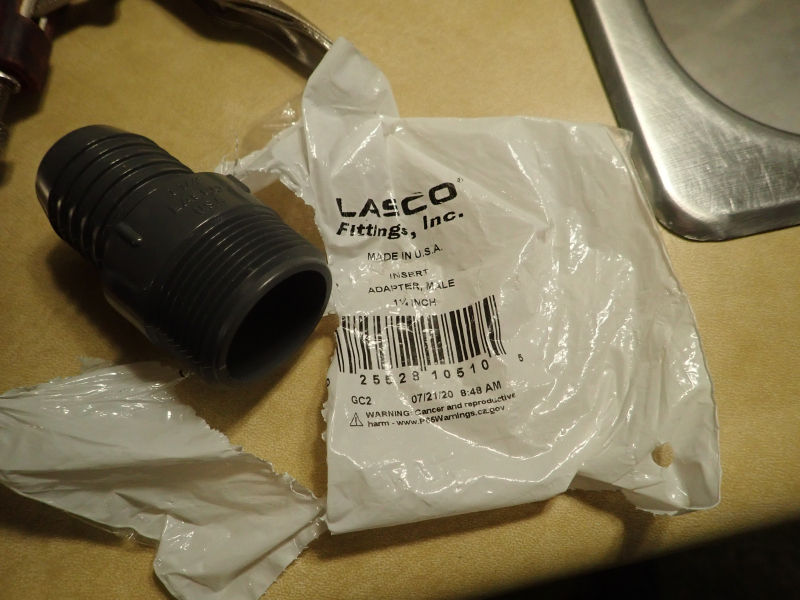 LASCO
Fittings, Inc.
MADE IN U.S.A.
INSERT
ADAPTER, MALE
1¼ INCH
25528 10510 5
GC2 07/21/20 8:48 AM
WARNING: Cancer and reproductive
harm - www.P65Warnings.ca.gov